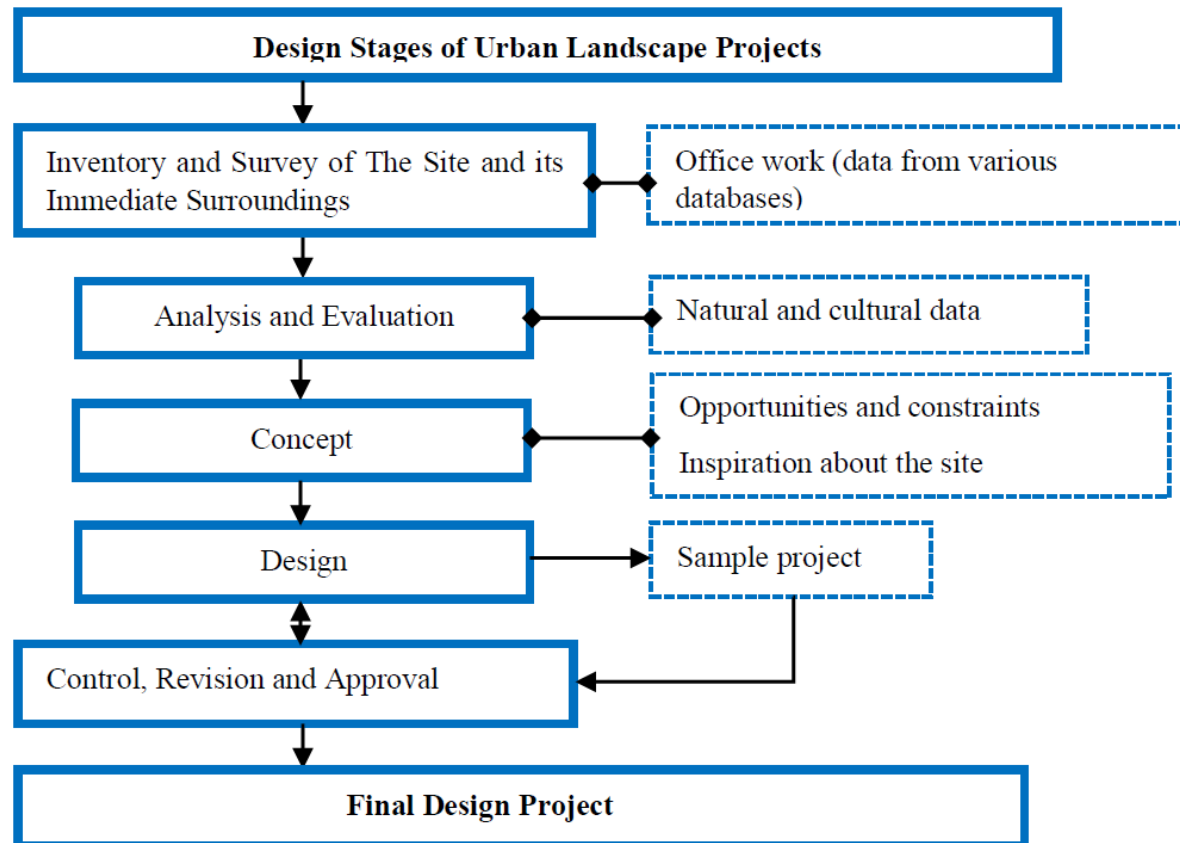 Design Stages of Urban Landscape Projects
Inventory and Survey of The Site and its
Immediate Surroundings
Office work (data from various
databases)
Analysis and Evaluation
Natural and cultural data
Concept
Opportunities and constraints
Inspiration about the site
Design
Sample project
Control, Revision and Approval
Final Design Project